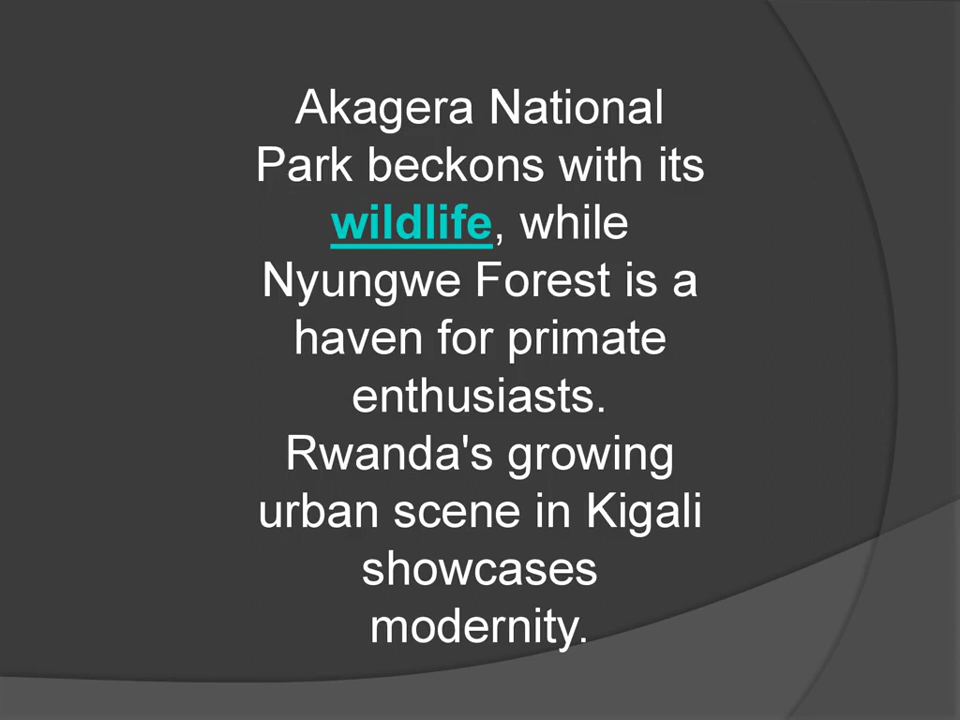 Akagera National
Park beckons with its
wildlife, while
Nyungwe Forest is a
haven for primate
enthusiasts.
Rwanda's growing
urban scene in Kigali
showcases
modernity.